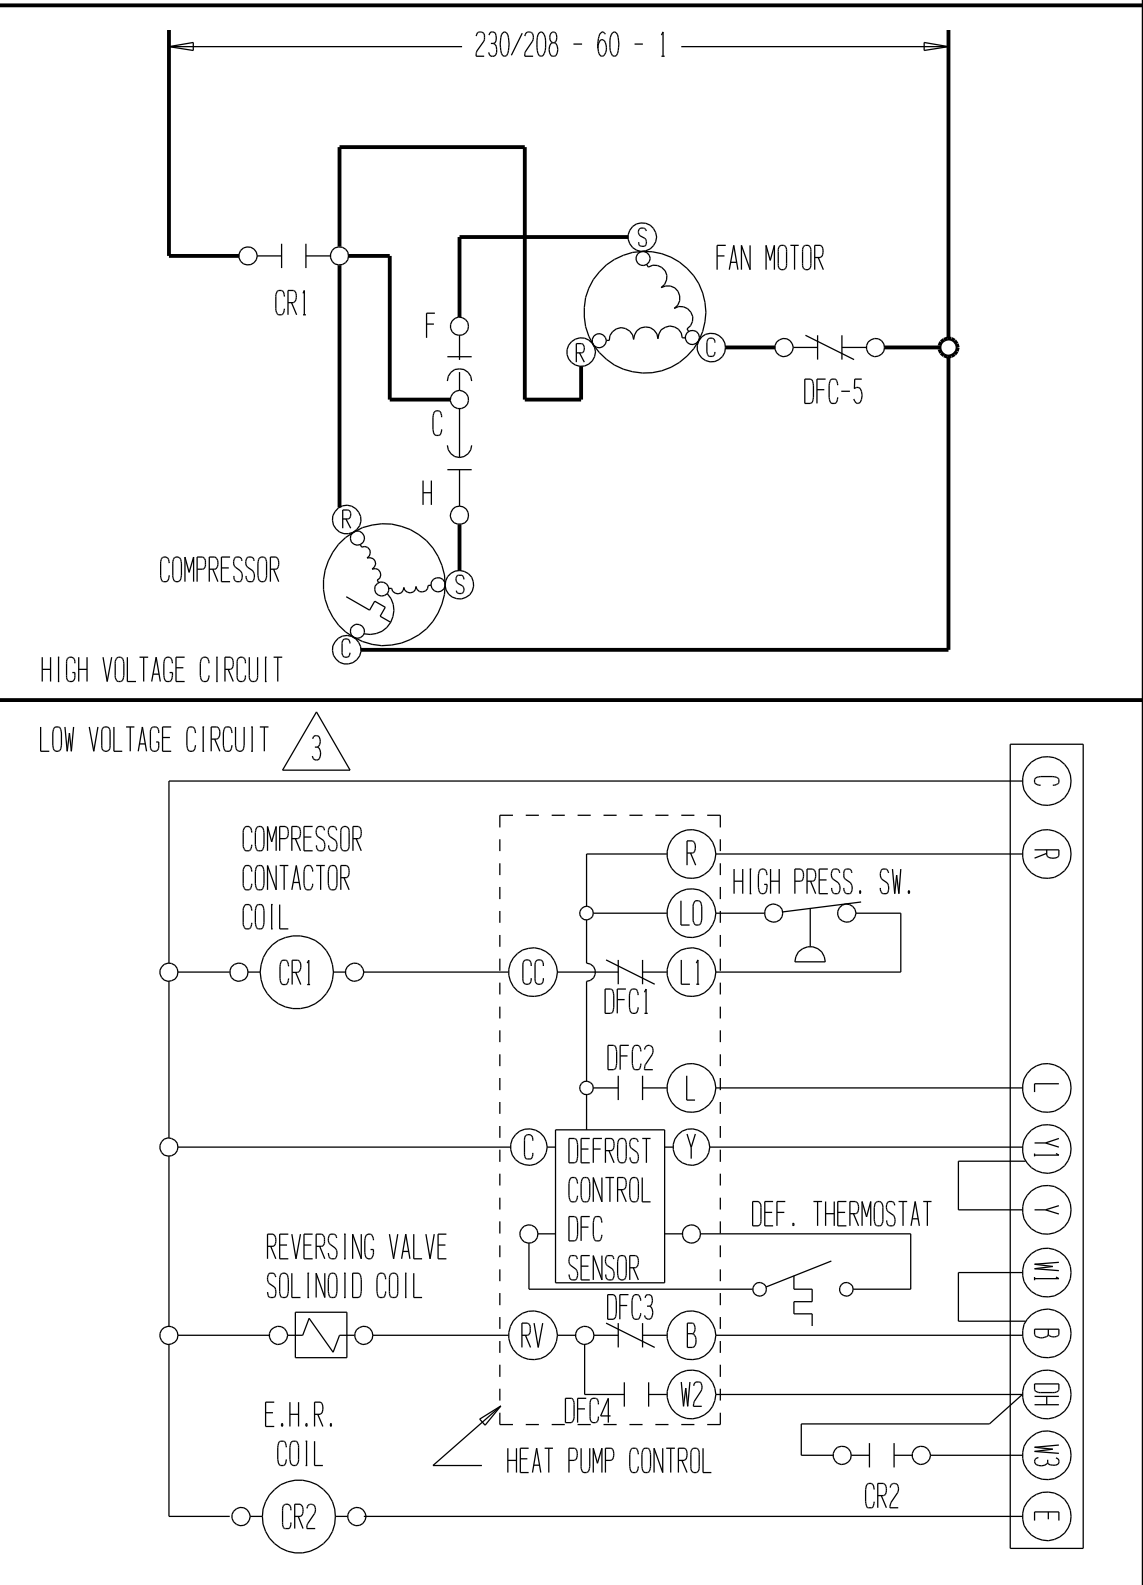 230/208 - 60 - 1
S
FAN MOTOR
CR1
F
R
C
DFC-5
C
H
R
COMPRESSOR
S
C
HIGH VOLTAGE CIRCUIT
LOW VOLTAGE CIRCUIT
3
C
COMPRESSOR
CONTACTOR
COIL
R
R
HIGH PRESS. SW.
LO
CR1
CC
DFC1
L1
DFC2
L
L
C
DEFROST
CONTROL
DFC
SENSOR
Y
Y1
Y
DEF. THERMOSTAT
REVERSING VALVE
SOLINOID COIL
W1
DFC3
RV
B
B
DFC4
W2
DH
E.H.R.
COIL
HEAT PUMP CONTROL
W3
CR2
CR2
E